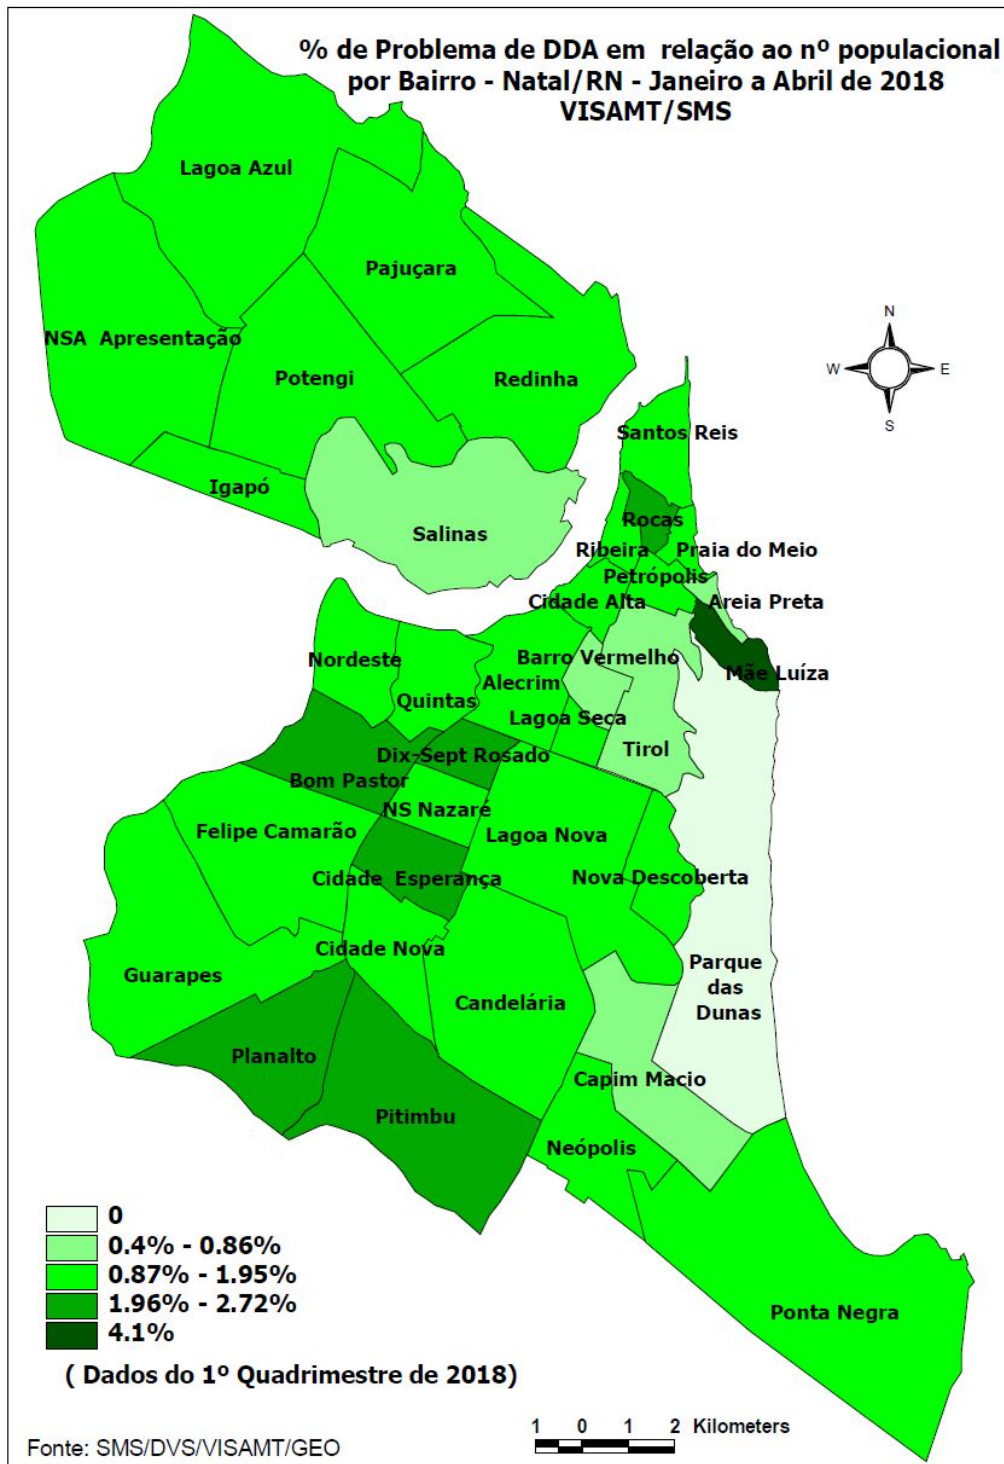 % de Problema de DDA em relação ao nº populacional
por Bairro - Natal/RN - Janeiro a Abril de 2018
VISAMT/SMS
Lagoa Azul
Pajuçara
NSA Apresentação
Potengi
Redinha
N
W
E
S
Santos Reis
Igapó
Salinas
Rocas
Ribeira
Praia do Meio
Petrópolis
Cidade Alta
Areia Preta
Nordeste
Barro Vermelho
Mãe Luíza
Quintas
Alecrim
Lagoa Seca
Tirol
Dix-Sept Rosado
Bom Pastor
NS Nazaré
Felipe Camarão
Lagoa Nova
Cidade Esperança
Nova Descoberta
Cidade Nova
Guarapes
Candelária
Parque
das
Dunas
Planalto
Capim Macio
Pitimbu
Neópolis
Ponta Negra
0
0.4% - 0.86%
0.87% - 1.95%
1.96% - 2.72%
4.1%
( Dados do 1º Quadrimestre de 2018)
1 0 1 2 Kilometers
Fonte: SMS/DVS/VISAMT/GEO